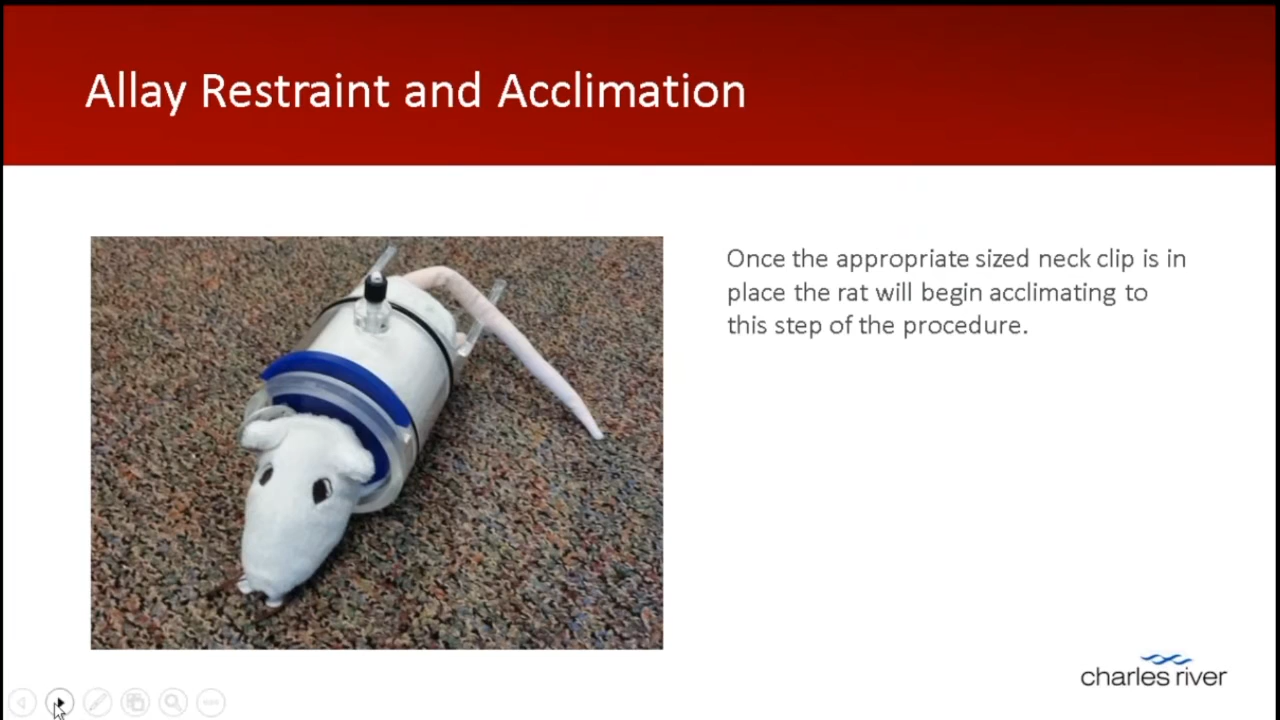 Allay Restraint and Acclimation
Once the appropriate sized neck clip is in
place the rat will begin acclimating to
this step of the procedure.
charles river